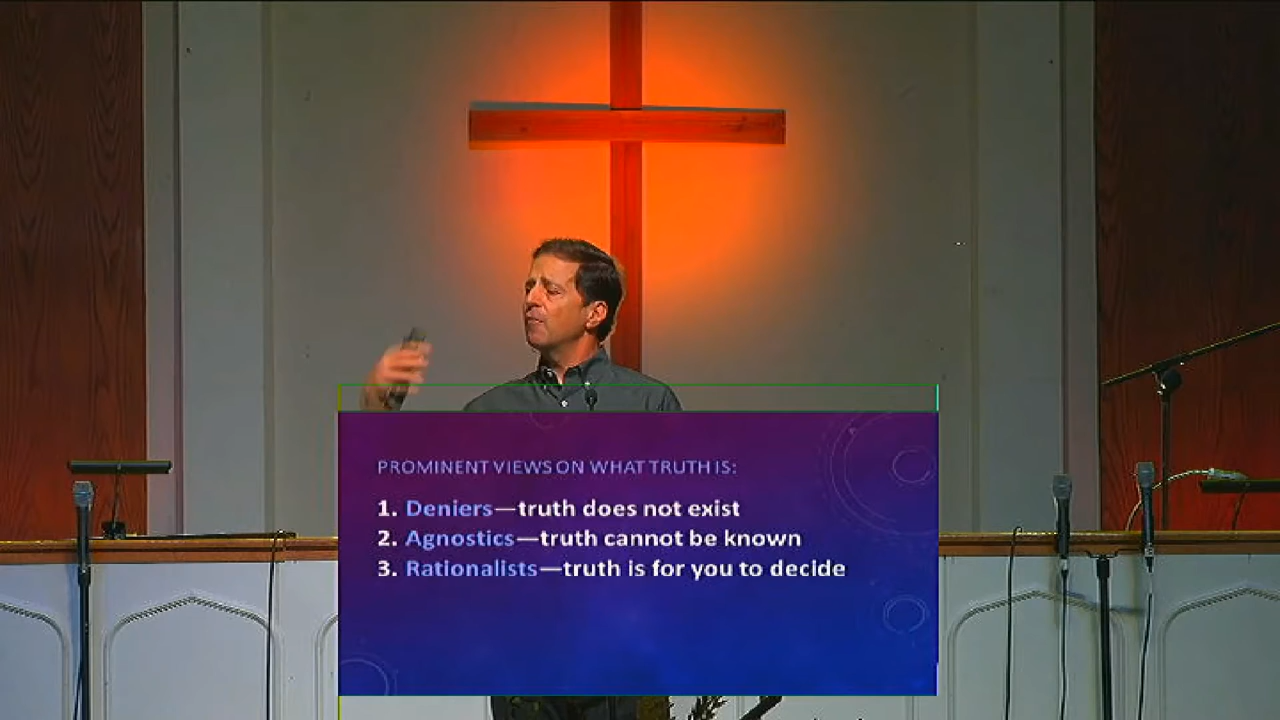 PROMINENT VIEWS ON WHAT TRUTH IS:
1. Deniers—truth does not exist
2. Agnostics—truth cannot be known
3. Rationalists—truth is for you to decide